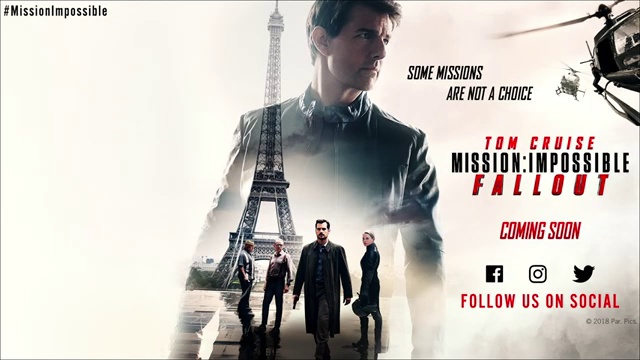 #MissionImpossible
SOME MISSIONS
ARE NOT A CHOICE
TOM CRUISE
MISSION:IMPOSSIBLE
FALLOUT
COMING SOON
FOLLOW US ON SOCIAL
© 2018 Par. Pics.